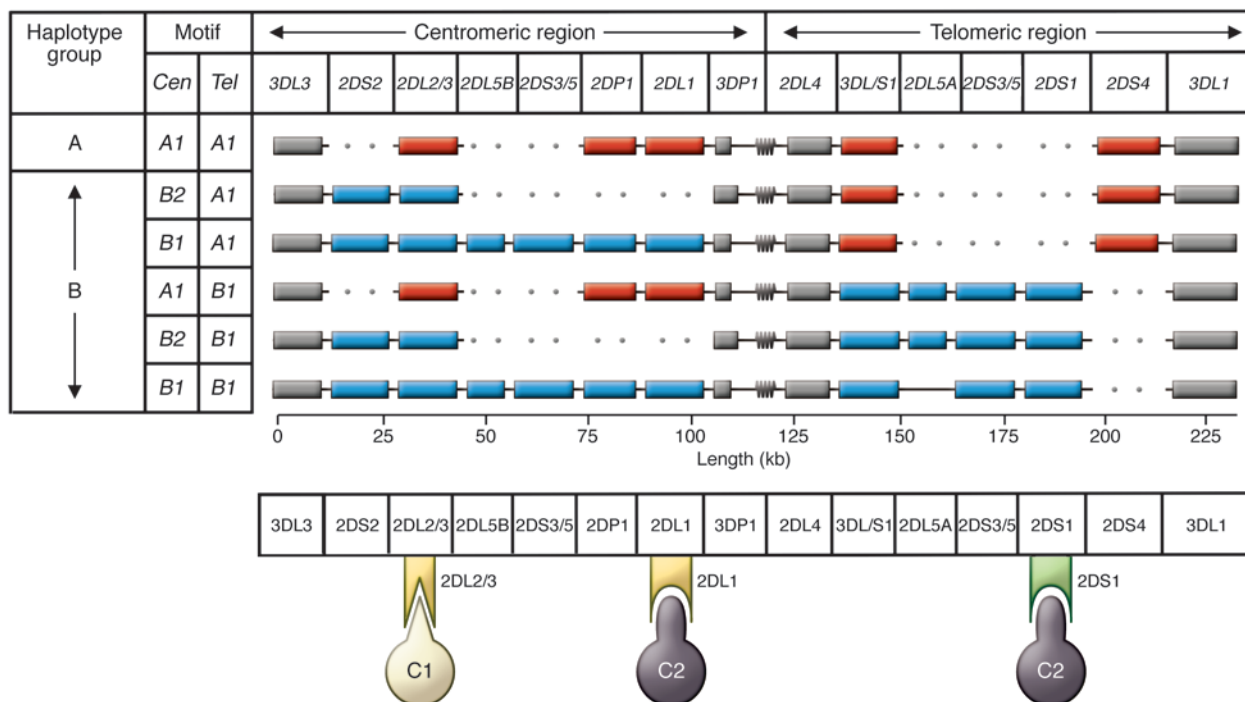 Haplotype group Motif Centromeric region Telomeric region
Cen Tel 3DL3 2DS2 2DL2/3 2DL5B 2DS3/5 2DP1 2DL1 3DP1 2DL4 3DL/S1 2DL5A 2DS3/5 2DS1 2DS4 3DL1
A A1 A1
B2 A1
B1 A1
B A1 B1
B2 B1
B1 B1
0 25 50 75 100 125 150 175 200 225
Length (kb)
3DL3 2DS2 2DL2/3 2DL5B 2DS3/5 2DP1 2DL1 3DP1 2DL4 3DL/S1 2DL5A 2DS3/5 2DS1 2DS4 3DL1
2DL2/3 2DL1 2DS1
C1 C2 C2